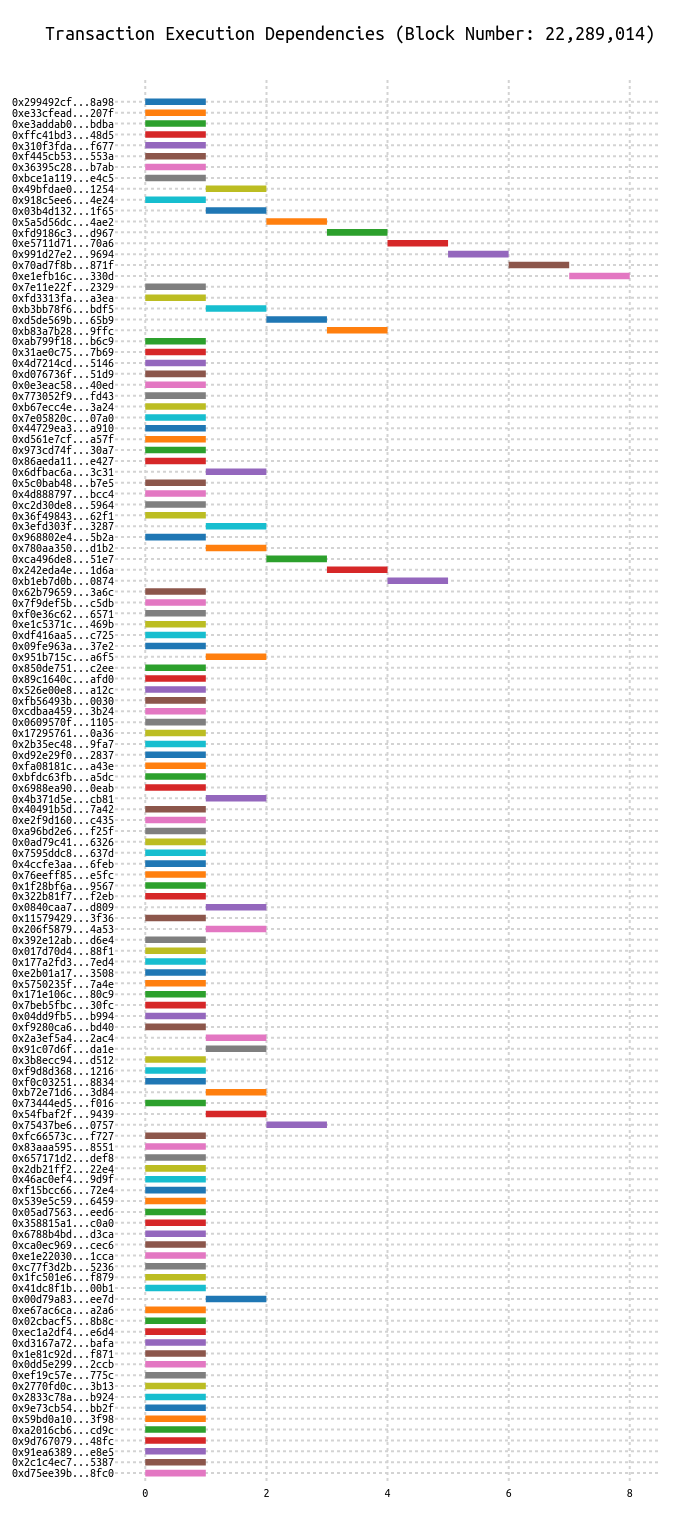 Transaction Execution Dependencies (Block Number: 22,289,014)
0x299492cf...8a98
0xe33cfead...207f
0xe3addab0...bdba
0xffc41bd3...48d5
0x310f3fda...f677
0xf445cb53...553a
0x36395c28...b7ab
0xbce1a119...e4c5
0x49bfdae0...1254
0x918c5ee6...4e24
0x03b4d132...1f65
0x5a5d56dc...4ae2
0xfd9186c3...d967
0xe5711d71...70a6
0x991d27e2...9694
0x70ad7f8b...871f
0xe1efb16c...330d
0x7e11e22f...2329
0xfd3313fa...a3ea
0xb3bb78f6...bdf5
0xd5de569b...65b9
0xb83a7b28...9ffc
0xab799f18...b6c9
0x31ae0c75...7b69
0x4d7214cd...5146
0xd076736f...51d9
0x0e3eac58...40ed
0x773052f9...fd43
0xb67ecc4e...3a24
0x7e05820c...07a0
0x44729ea3...a910
0xd561e7cf...a57f
0x973cd74f...30a7
0x86aeda11...e427
0x6dfbac6a...3c31
0x5c0bab48...b7e5
0x4d888797...bcc4
0xc2d30de8...5964
0x36f49843...62f1
0x3efd303f...3287
0x968802e4...5b2a
0x780aa350...d1b2
0xca496de8...51e7
0x242eda4e...1d6a
0xb1eb7d0b...0874
0x62b79659...3a6c
0x7f9def5b...c5db
0xf0e36c62...6571
0xe1c5371c...469b
0xdf416aa5...c725
0x09fe963a...37e2
0x951b715c...a6f5
0x850de751...c2ee
0x89c1640c...afd0
0x526e00e8...a12c
0xfb56493b...0030
0xcdbaa459...3b24
0x0609570f...1105
0x17295761...0a36
0x2b35ec48...9fa7
0xd92e29f0...2837
0xfa08181c...a43e
0xbfdc63fb...a5dc
0x6988ea90...0eab
0x4b371d5e...cb81
0x40491b5d...7a42
0xe2f9d160...c435
0xa96bd2e6...f25f
0x0ad79c41...6326
0x7595ddc8...637d
0x4ccfe3aa...6feb
0x76eeff85...e5fc
0x1f28bf6a...9567
0x322b81f7...f2eb
0x0840caa7...d809
0x11579429...3f36
0x206f5879...4a53
0x392e12ab...d6e4
0x017d70d4...88f1
0x177a2fd3...7ed4
0xe2b01a17...3508
0x5750235f...7a4e
0x171e106c...80c9
0x7beb5fbc...30fc
0x04dd9fb5...b994
0xf9280ca6...bd40
0x2a3ef5a4...2ac4
0x91c07d6f...da1e
0x3b8ecc94...d512
0xf9d8d368...1216
0xf0c03251...8834
0xb72e71d6...3d84
0x73444ed5...f016
0x54fbaf2f...9439
0x75437be6...0757
0xfc66573c...f727
0x83aaa595...8551
0x657171d2...def8
0x2db21ff2...22e4
0x46ac0ef4...9d9f
0xf15bcc66...72e4
0x539e5c59...6459
0x05ad7563...eed6
0x358815a1...c0a0
0x6788b4bd...d3ca
0xca0ec969...cec6
0xe1e22030...1cca
0xc77f3d2b...5236
0x1fc501e6...f879
0x41dc8f1b...00b1
0x00d79a83...ee7d
0xe67ac6ca...a2a6
0x02cbacf5...8b8c
0xec1a2df4...e6d4
0xd3167a72...bafa
0x1e81c92d...f871
0x0dd5e299...2ccb
0xef19c57e...775c
0x2770fd0c...3b13
0x2833c78a...b924
0x9e73cb54...bb2f
0x59bd0a10...3f98
0xa2016cb6...cd9c
0x9d767079...48fc
0x91ea6389...e8e5
0x2c1c4ec7...5387
0xd75ee39b...8fc0
0 2 4 6 8